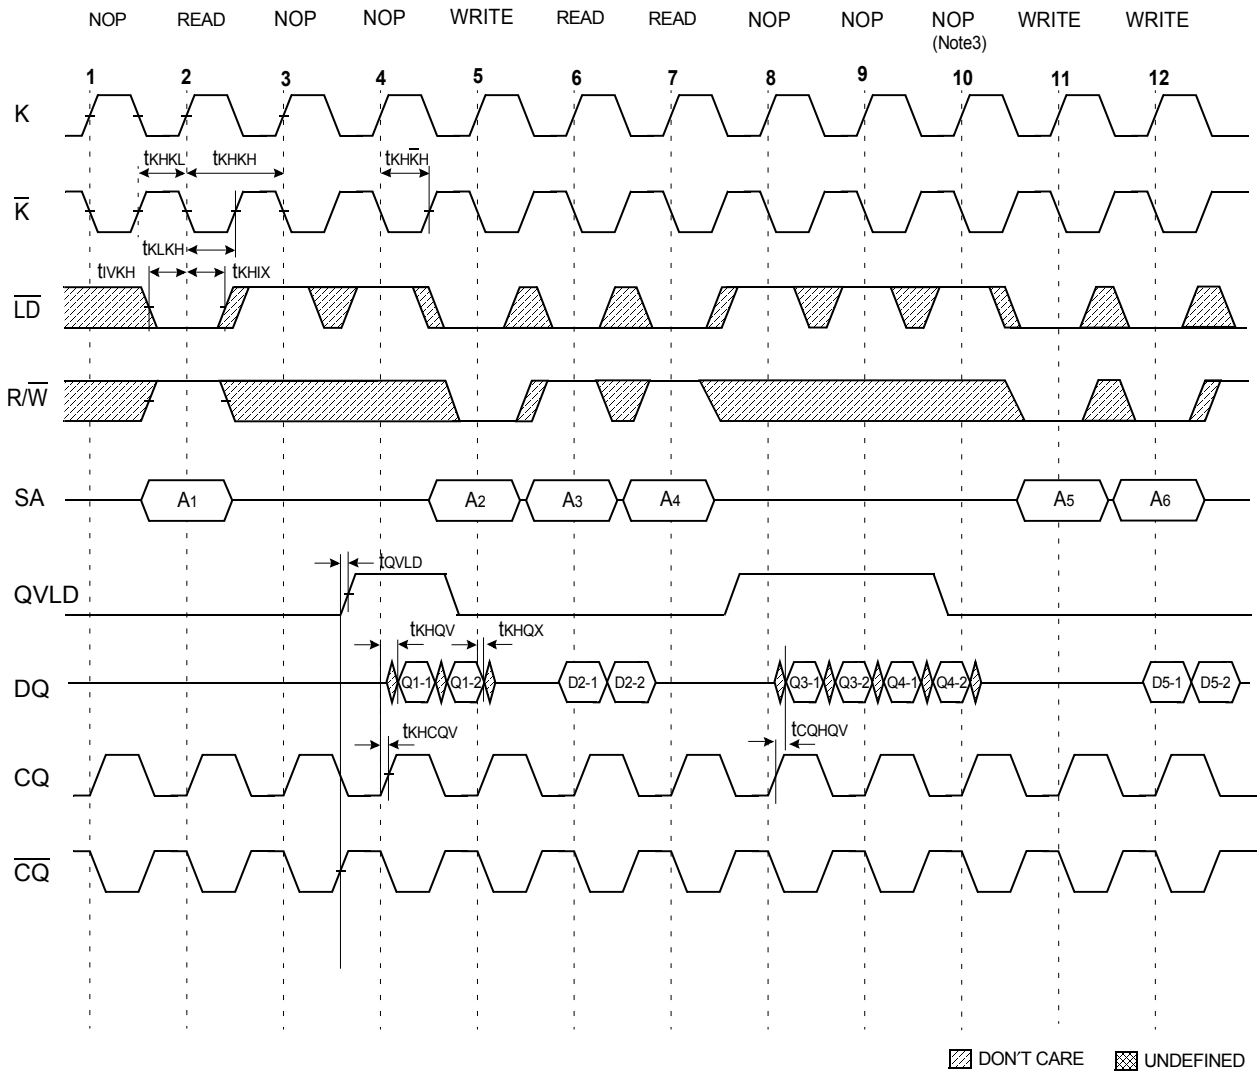 NOP READ NOP NOP WRITE READ READ NOP NOP NOP WRITE WRITE
(Note3)
1 2 3 4 5 6 7 8 9 10 11 12
K
tKHKL tKHKH tKHK̅H
K̅
tKLKH
tIVKH tKHIX
L̅D̅
R/W̅
SA A1 A2 A3 A4 A5 A6
tQVLD
QVLD
tKHQV tKHQX
DQ Q1-1 Q1-2 D2-1 D2-2 Q3-1 Q3-2 Q4-1 Q4-2 D5-1 D5-2
tKHCQV tCQHQV
CQ
C̅Q̅
DON'T CARE UNDEFINED